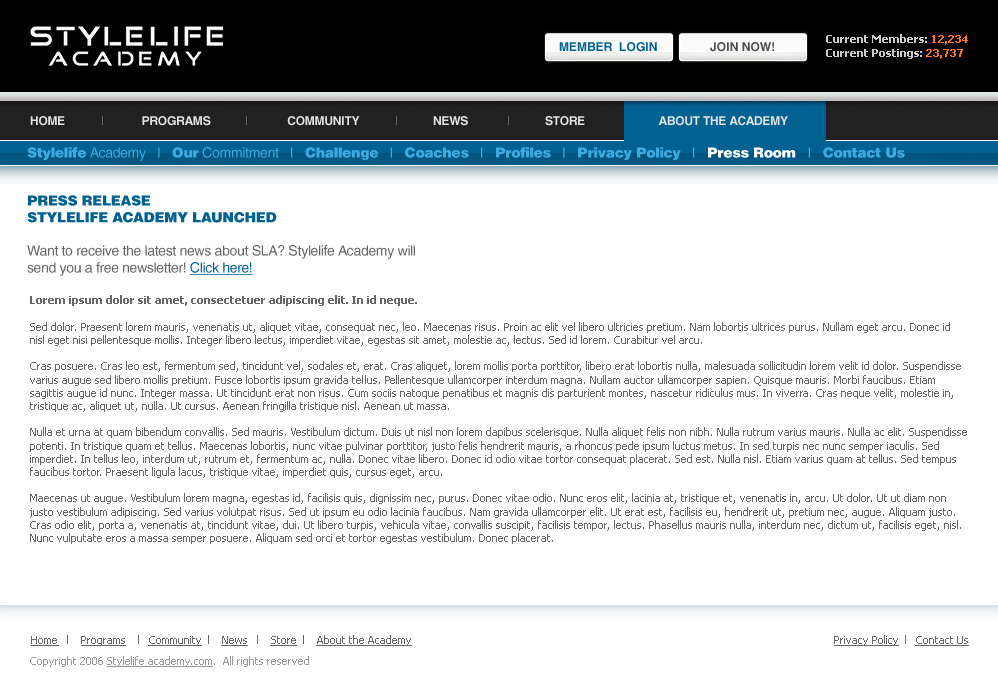 STYLELIFE
ACADEMY
MEMBER LOGIN
JOIN NOW!
Current Members: 12,234
Current Postings: 23,737
HOME | PROGRAMS | COMMUNITY | NEWS | STORE ABOUT THE ACADEMY
Stylelife Academy | Our Commitment | Challenge | Coaches | Profiles | Privacy Policy | Press Room | Contact Us
PRESS RELEASE
STYLELIFE ACADEMY LAUNCHED
Want to receive the latest news about SLA? Stylelife Academy will
send you a free newsletter! Click here!
Lorem ipsum dolor sit amet, consectetuer adipiscing elit. In id neque.
Sed dolor. Praesent lorem mauris, venenatis ut, aliquet vitae, consequat nec, leo. Maecenas risus. Proin ac elit vel libero ultricies pretium. Nam lobortis ultrices purus. Nullam eget arcu. Donec id
nisl eget nisi pellentesque mollis. Integer libero lectus, imperdiet vitae, egestas sit amet, molestie ac, lectus. Sed id lorem. Curabitur vel arcu.
Cras posuere. Cras leo est, fermentum sed, tincidunt vel, sodales et, erat. Cras aliquet, lorem mollis porta porttitor, libero erat lobortis nulla, malesuada sollicitudin lorem velit id dolor. Suspendisse
varius augue sed libero mollis pretium. Fusce lobortis ipsum gravida tellus. Pellentesque ullamcorper interdum magna. Nullam auctor ullamcorper sapien. Quisque mauris. Morbi faucibus. Etiam
sagittis augue id nunc. Integer massa. Ut tincidunt erat non risus. Cum sociis natoque penatibus et magnis dis parturient montes, nascetur ridiculus mus. In viverra. Cras neque velit, molestie in,
tristique ac, aliquet ut, nulla. Ut cursus. Aenean fringilla tristique nisl. Aenean ut massa.
Nulla et urna at quam bibendum convallis. Sed mauris. Vestibulum dictum. Duis ut nisl non lorem dapibus scelerisque. Nulla aliquet felis non nibh. Nulla rutrum varius mauris. Nulla ac elit. Suspendisse
potenti. In tristique quam et tellus. Maecenas lobortis, nunc vitae pulvinar porttitor, justo felis hendrerit mauris, a rhoncus pede ipsum luctus metus. In sed turpis nec nunc semper iaculis. Sed
imperdiet. In tellus leo, interdum ut, rutrum et, fermentum ac, nulla. Donec vitae libero. Donec id odio vitae tortor consequat placerat. Sed est. Nulla nisl. Etiam varius quam at tellus. Sed tempus
faucibus tortor. Praesent ligula lacus, tristique vitae, imperdiet quis, cursus eget, arcu.
Maecenas ut augue. Vestibulum lorem magna, egestas id, facilisis quis, dignissim nec, purus. Donec vitae odio. Nunc eros elit, lacinia at, tristique et, venenatis in, arcu. Ut dolor. Ut ut diam non
justo vestibulum adipiscing. Sed varius volutpat risus. Sed ut ipsum eu odio lacinia faucibus. Nam gravida ullamcorper elit. Ut erat est, facilisis eu, hendrerit ut, pretium nec, augue. Aliquam justo.
Cras odio elit, porta a, venenatis at, tincidunt vitae, dui. Ut libero turpis, vehicula vitae, convallis suscipit, facilisis tempor, lectus. Phasellus mauris nulla, interdum nec, dictum ut, facilisis eget, nisl.
Nunc vulputate eros a massa semper posuere. Aliquam sed orci et tortor egestas vestibulum. Donec placerat.
Home | Programs | Community | News | Store | About the Academy
Privacy Policy | Contact Us
Copyright 2006 Stylelife academy.com. All rights reserved